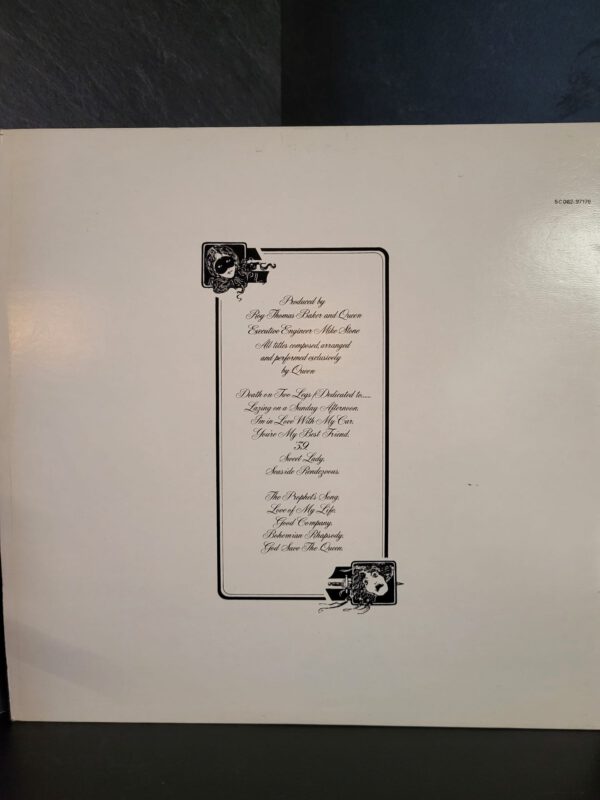 5C 062-97176
Produced by
Roy Thomas Baker and Queen
Executive Engineer Mike Stone
All titles composed, arranged
and performed exclusively
by Queen
Death on Two Legs (Dedicated to.....
Lazing on a Sunday Afternoon.
I'm in Love With My Car.
You're My Best Friend.
'39.
Sweet Lady.
Seaside Rendezvous.
The Prophet's Song.
Love of My Life.
Good Company.
Bohemian Rhapsody.
God Save The Queen.